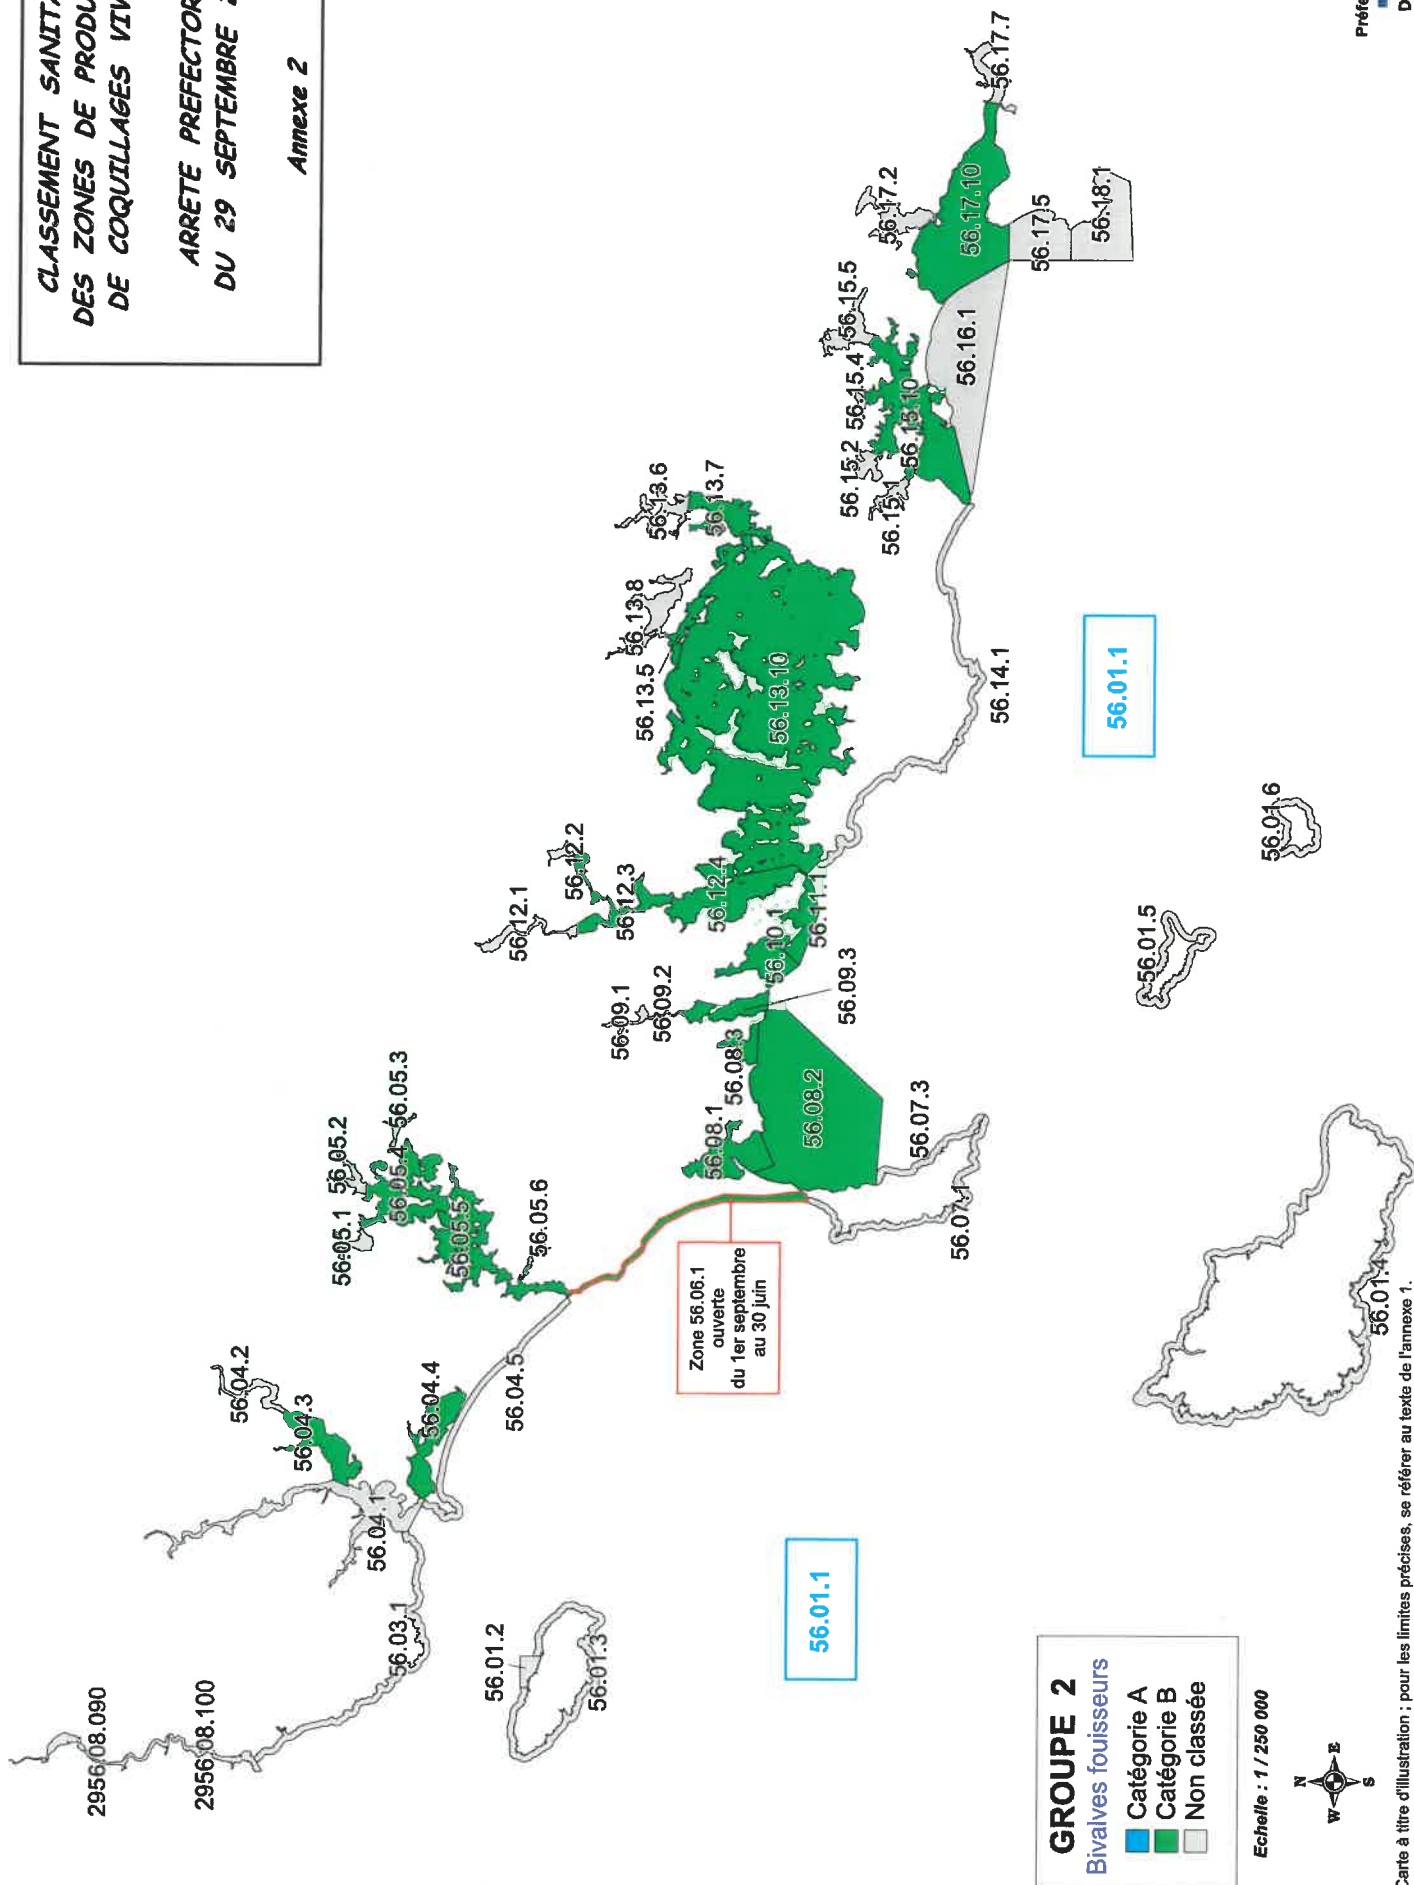 CLASSEMENT SANITA
DES ZONES DE PRODU
DE COQUILLAGES VIV
ARRETE PREFECTOR
DU 29 SEPTEMBRE 2
Annexe 2
2956.08.090
2956.08.100
56.03.1
56.04.1
56.04.2
56.04.3
56.04.4
56.04.5
56.01.2
56.01.3
56.05.1
56.05.2
56.05.3
56.05.4
56.05.5
56.05.6
Zone 56.06.1
ouverte
du 1er septembre
au 30 juin
56.07.1
56.07.3
56.08.1
56.08.2
56.08.3
56.09.1
56.09.2
56.09.3
56.10.1
56.11.1
56.12.1
56.12.2
56.12.3
56.12.4
56.13.5
56.13.8
56.13.6
56.13.7
56.13.10
56.14.1
56.15.1
56.15.2
56.15.4
56.15.5
56.15.10
56.16.1
56.17.2
56.17.10
56.17.7
56.17.5
56.18.1
56.01.1
56.01.1
56.01.4
56.01.5
56.01.6
GROUPE 2
Bivalves fouisseurs
Catégorie A
Catégorie B
Non classée
Echelle : 1 / 250 000
N
W
E
S
Carte à titre d'illustration ; pour les limites précises, se référer au texte de l'annexe 1.
Préfe
D